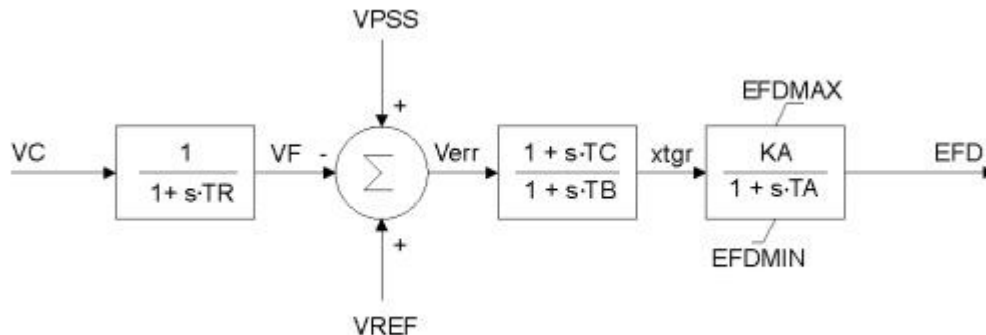 VPSS
+
EFDMAX
VC
1
1+ s·TR
VF
-
Σ
Verr
1 + s·TC
1 + s·TB
xtgr
KA
1 + s·TA
EFD
+
EFDMIN
VREF